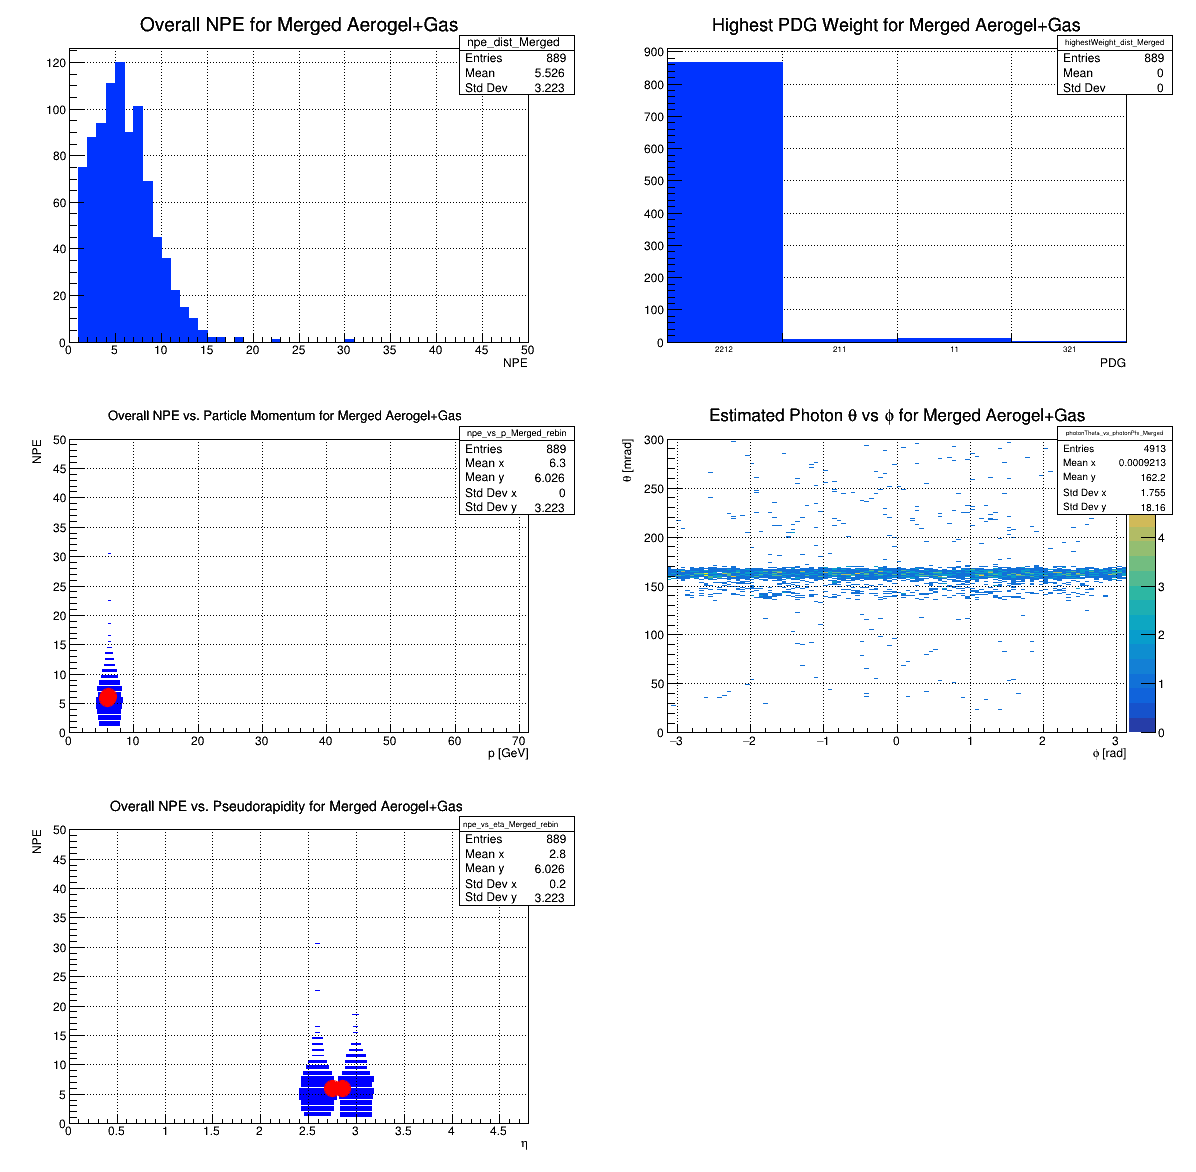 Overall NPE for Merged Aerogel+Gas
npe_dist_Merged
Entries 889
Mean 5.526
Std Dev 3.223
120
100
80
60
40
20
0
0 5 10 15 20 25 30 35 40 45 50
NPE
Highest PDG Weight for Merged Aerogel+Gas
highestWeight_dist_Merged
Entries 889
Mean 0
Std Dev 0
900
800
700
600
500
400
300
200
100
0
2212 211 11 321
PDG
Overall NPE vs. Particle Momentum for Merged Aerogel+Gas
npe_vs_p_Merged_rebin
Entries 889
Mean x 6.3
Mean y 6.026
Std Dev x 0
Std Dev y 3.223
NPE
50
45
40
35
30
25
20
15
10
5
0
0 10 20 30 40 50 60 70
p [GeV]
Estimated Photon θ vs ϕ for Merged Aerogel+Gas
photonTheta_vs_photonPhi_Merged
Entries 4913
Mean x 0.0009213
Mean y 162.2
Std Dev x 1.755
Std Dev y 18.16
θ [mrad]
300
250
200
150
100
50
0
−3 −2 −1 0 1 2 3
ϕ [rad]
4
3
2
1
0
Overall NPE vs. Pseudorapidity for Merged Aerogel+Gas
npe_vs_eta_Merged_rebin
Entries 889
Mean x 2.8
Mean y 6.026
Std Dev x 0.2
Std Dev y 3.223
NPE
50
45
40
35
30
25
20
15
10
5
0
0 0.5 1 1.5 2 2.5 3 3.5 4 4.5
η